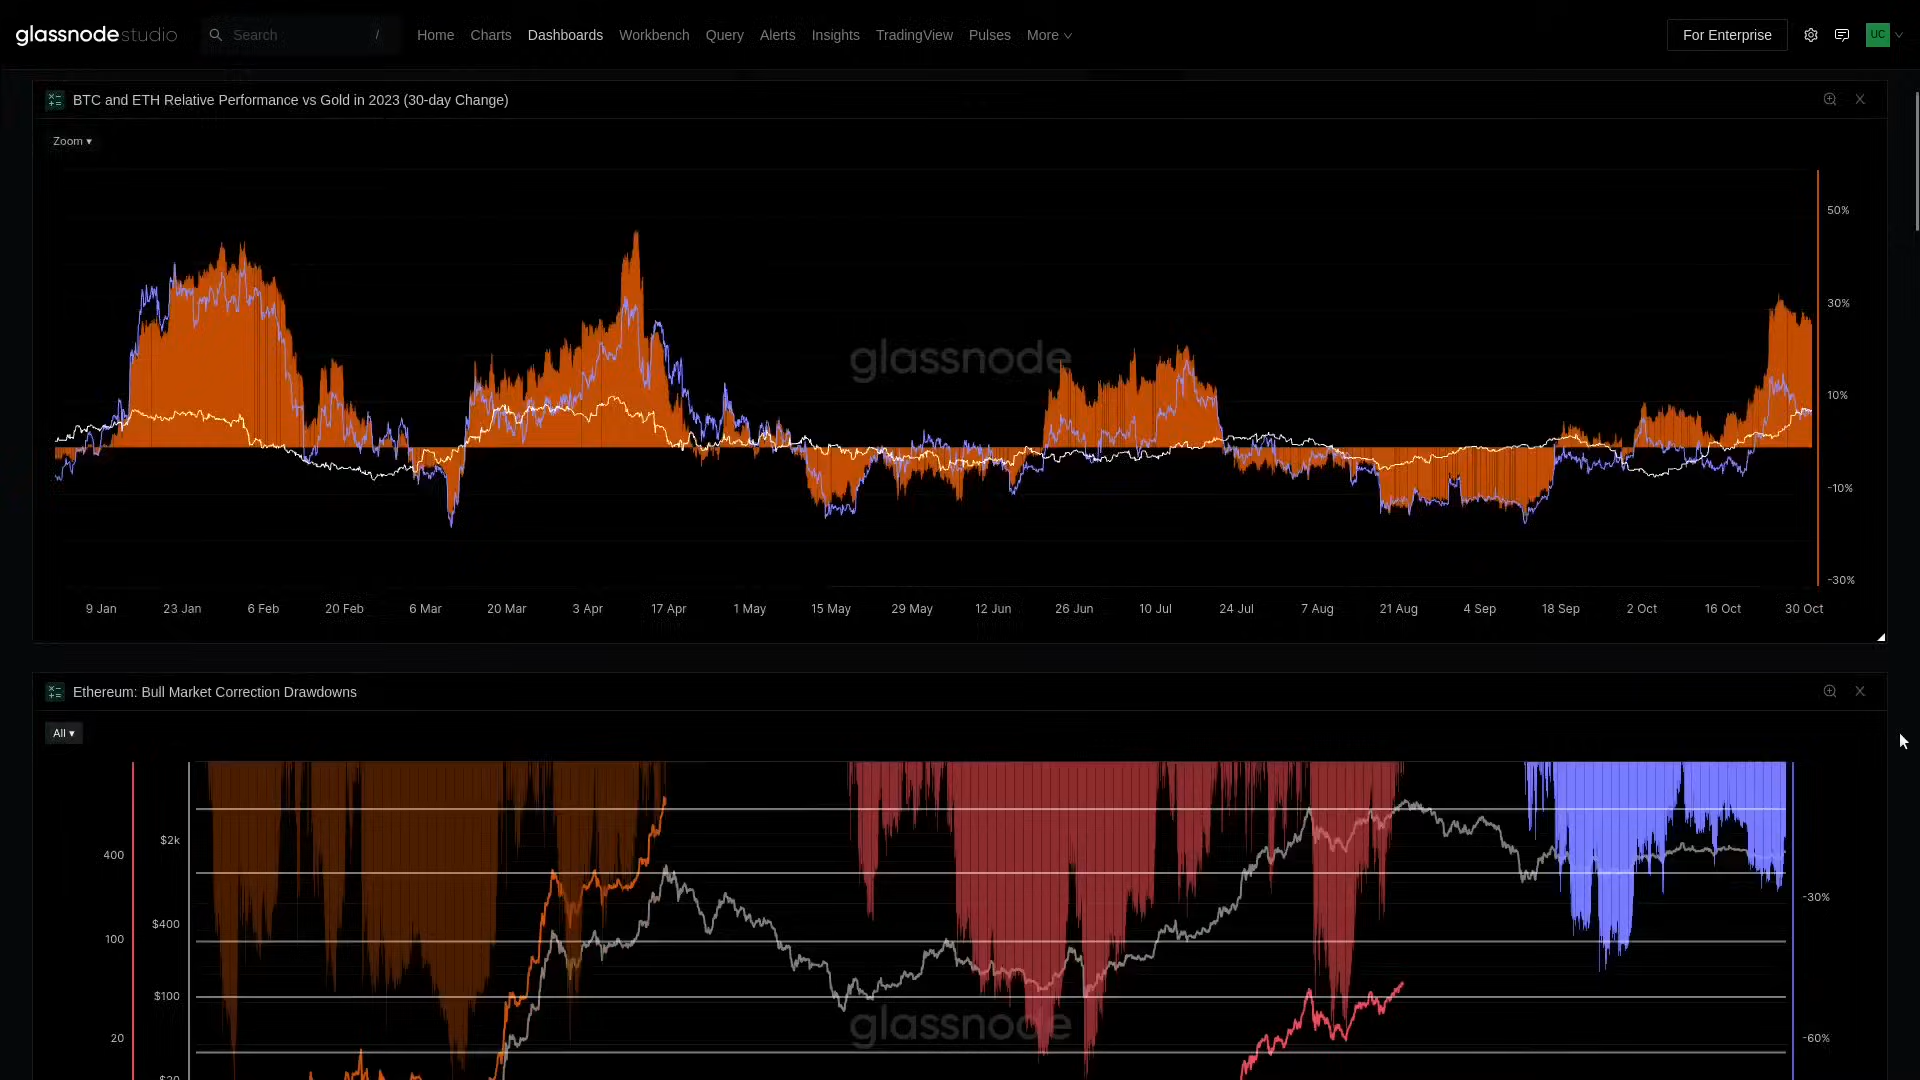 glassnodestudio Search / Home Charts Dashboards Workbench Query Alerts Insights TradingView Pulses More For Enterprise UC
BTC and ETH Relative Performance vs Gold in 2023 (30-day Change)
Zoom ▾
50%
30%
glassnode
10%
-10%
-30%
9 Jan 23 Jan 6 Feb 20 Feb 6 Mar 20 Mar 3 Apr 17 Apr 1 May 15 May 29 May 12 Jun 26 Jun 10 Jul 24 Jul 7 Aug 21 Aug 4 Sep 18 Sep 2 Oct 16 Oct 30 Oct
Ethereum: Bull Market Correction Drawdowns
All ▾
$2k
400
-30%
$400
100
$100
glassnode
20
-60%